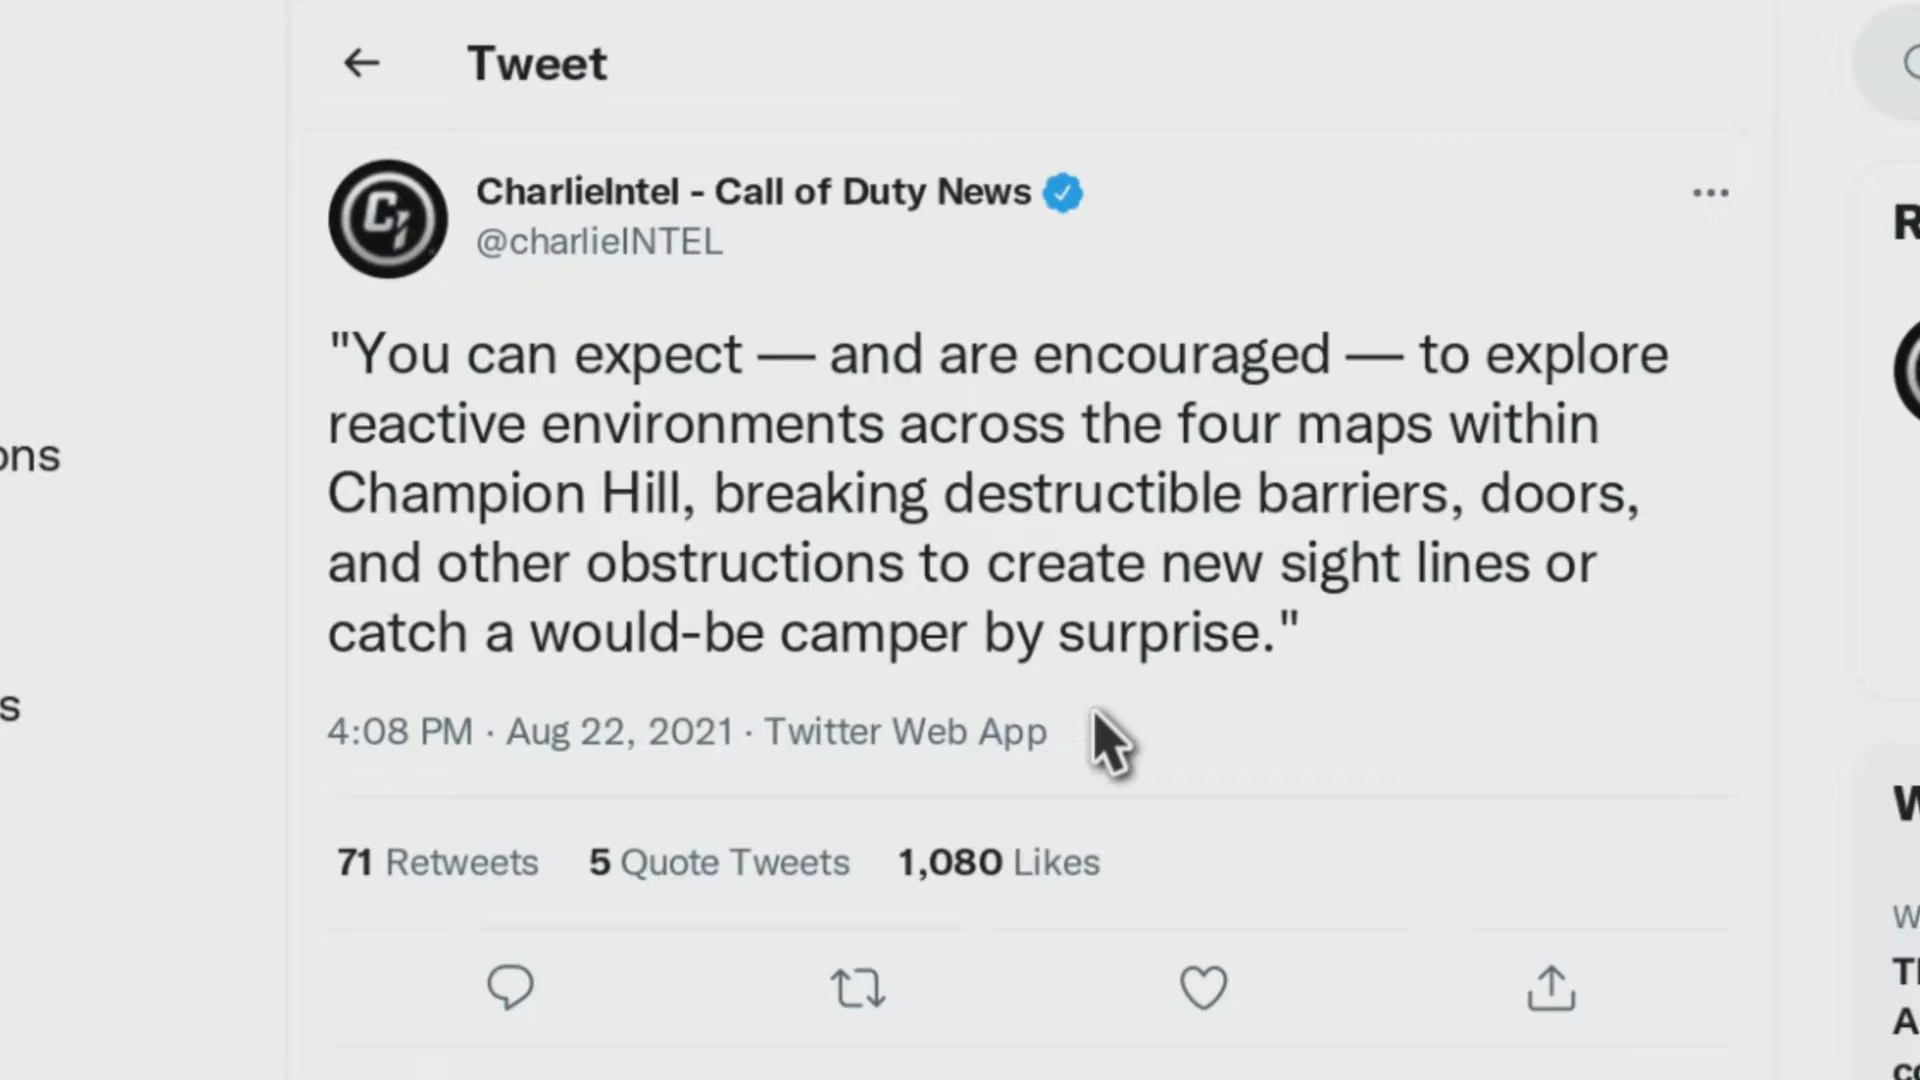 Tweet
CharlieIntel - Call of Duty News
@charlieINTEL
"You can expect — and are encouraged — to explore
reactive environments across the four maps within
Champion Hill, breaking destructible barriers, doors,
and other obstructions to create new sight lines or
catch a would-be camper by surprise."
4:08 PM · Aug 22, 2021 · Twitter Web App
71 Retweets 5 Quote Tweets 1,080 Likes